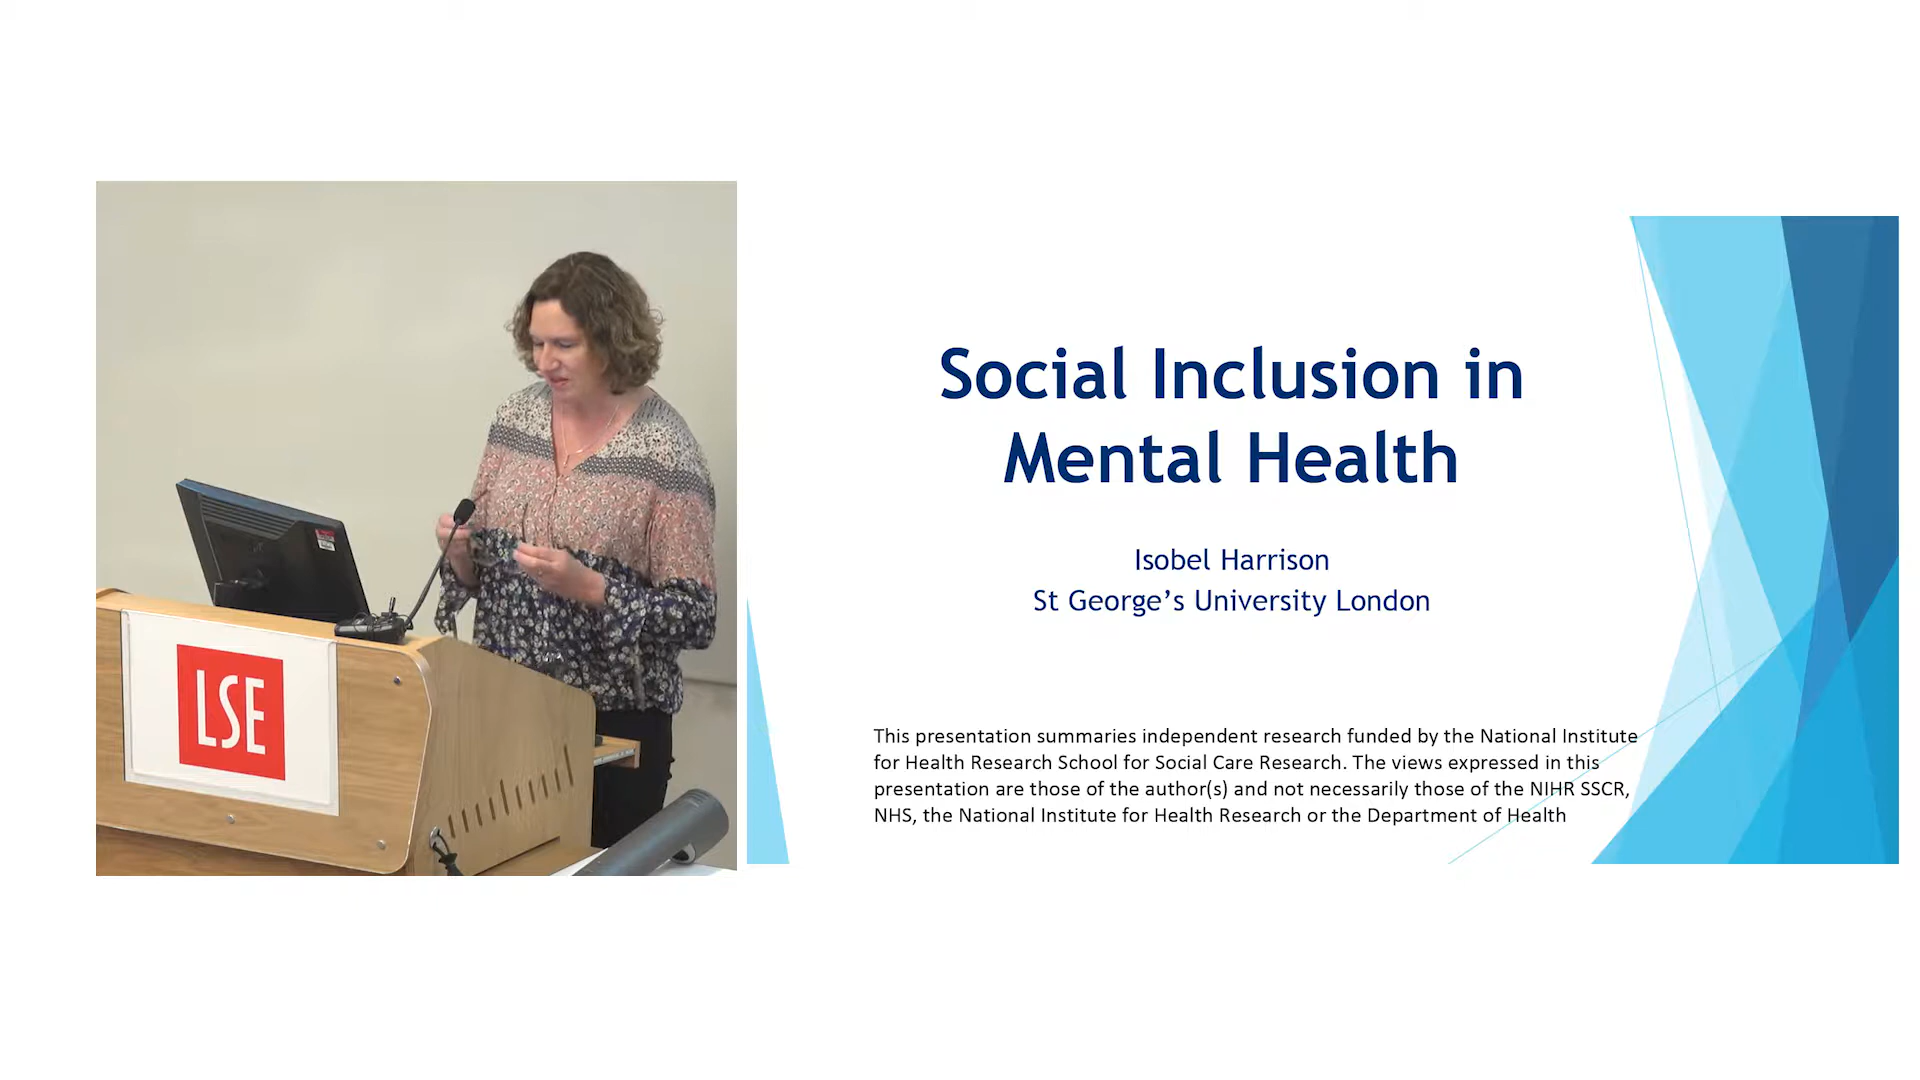 LSE
Social Inclusion in
Mental Health
Isobel Harrison
St George’s University London
This presentation summaries independent research funded by the National Institute
for Health Research School for Social Care Research. The views expressed in this
presentation are those of the author(s) and not necessarily those of the NIHR SSCR,
NHS, the National Institute for Health Research or the Department of Health